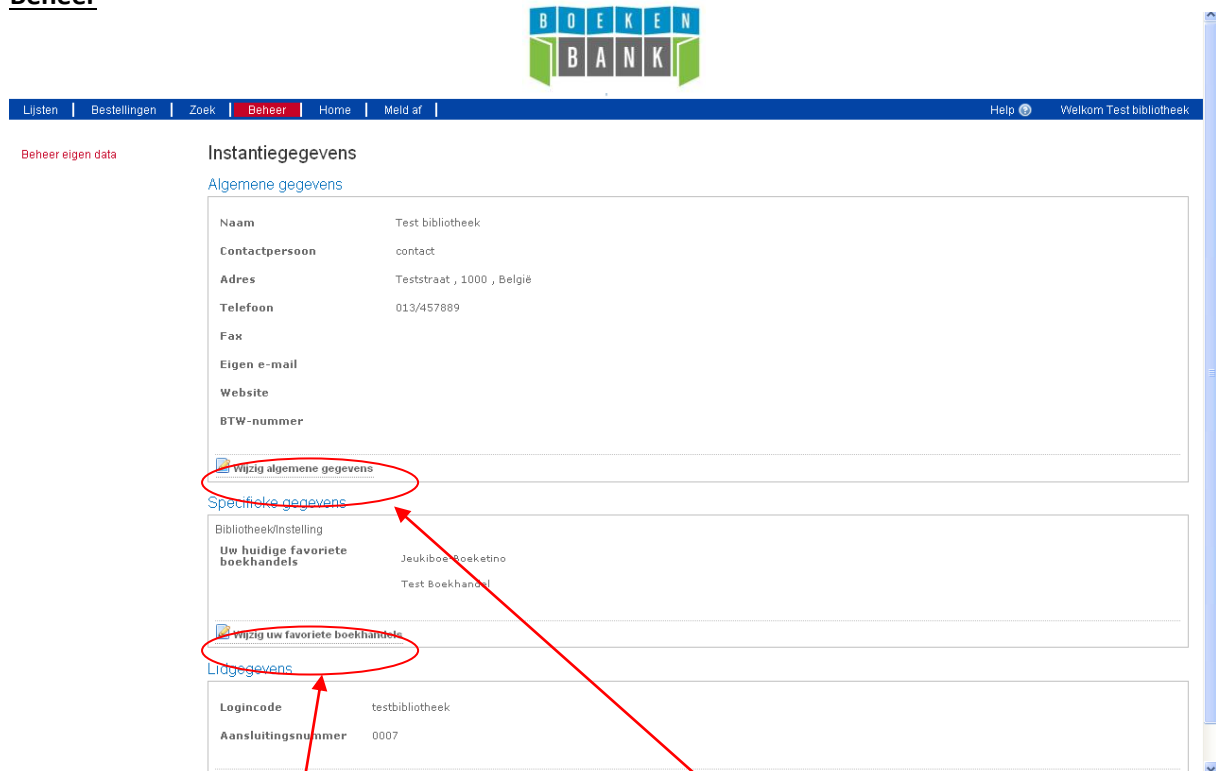 Beheer
BOEKEN
BANK
Lijsten Bestellingen Zoek Beheer Home Meld af Help Welkom Test bibliotheek
Beheer eigen data
Instantiegegevens
Algemene gegevens
Naam Test bibliotheek
Contactpersoon contact
Adres Teststraat , 1000 , België
Telefoon 013/457889
Fax
Eigen e-mail
Website
BTW-nummer
Wijzig algemene gegevens
Specifieke gegevens
Bibliotheek/Instelling
Uw huidige favoriete
boekhandels
Jeukiboe-Boeketino
Test Boekhandel
Wijzig uw favoriete boekhandels
Lidgegevens
Logincode testbibliotheek
Aansluitingsnummer 0007